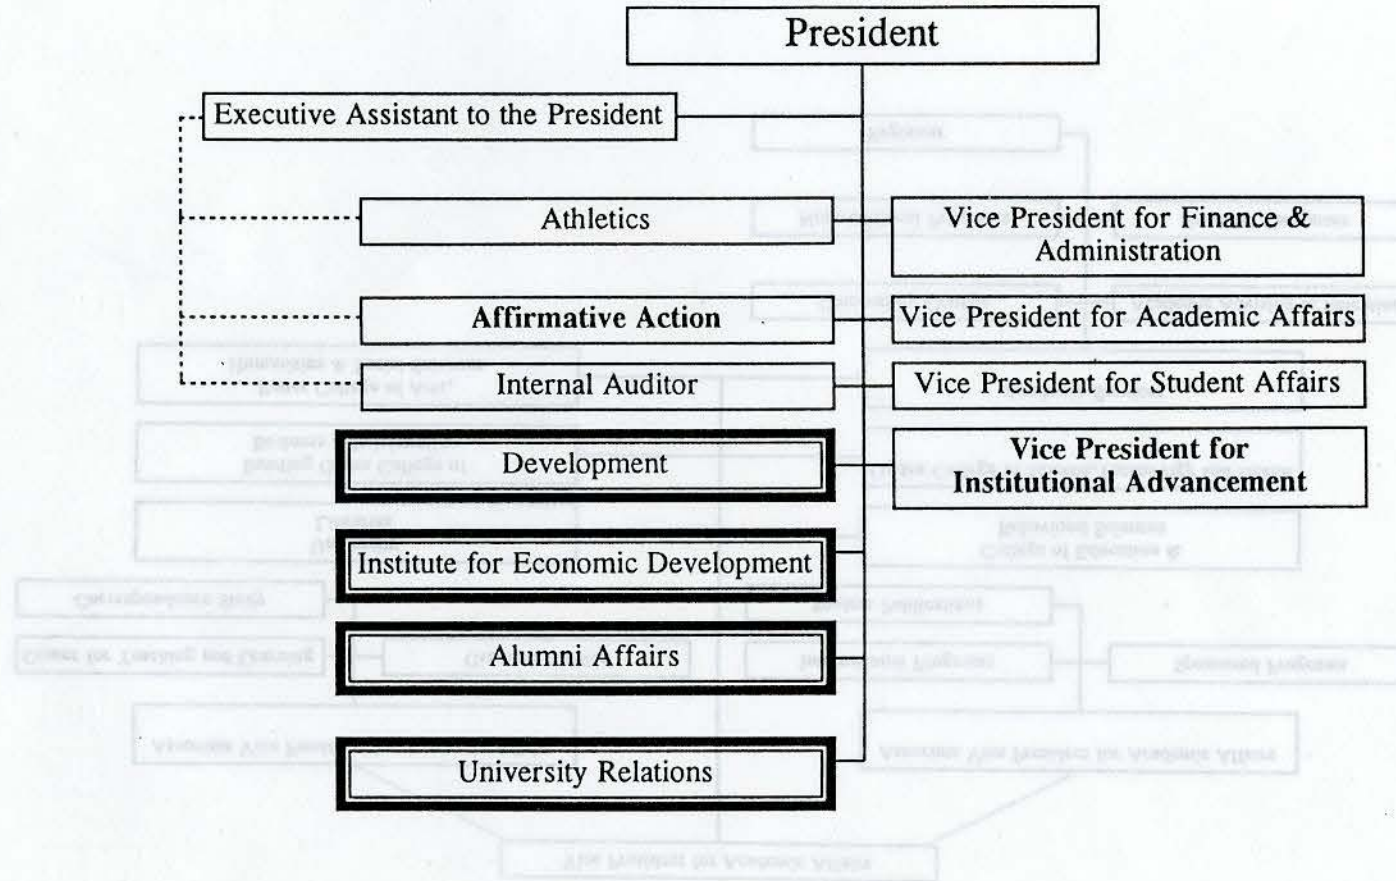 President
Executive Assistant to the President
Athletics
Vice President for Finance &
Administration
Affirmative Action
Vice President for Academic Affairs
Internal Auditor
Vice President for Student Affairs
Development
Vice President for
Institutional Advancement
Institute for Economic Development
Alumni Affairs
University Relations